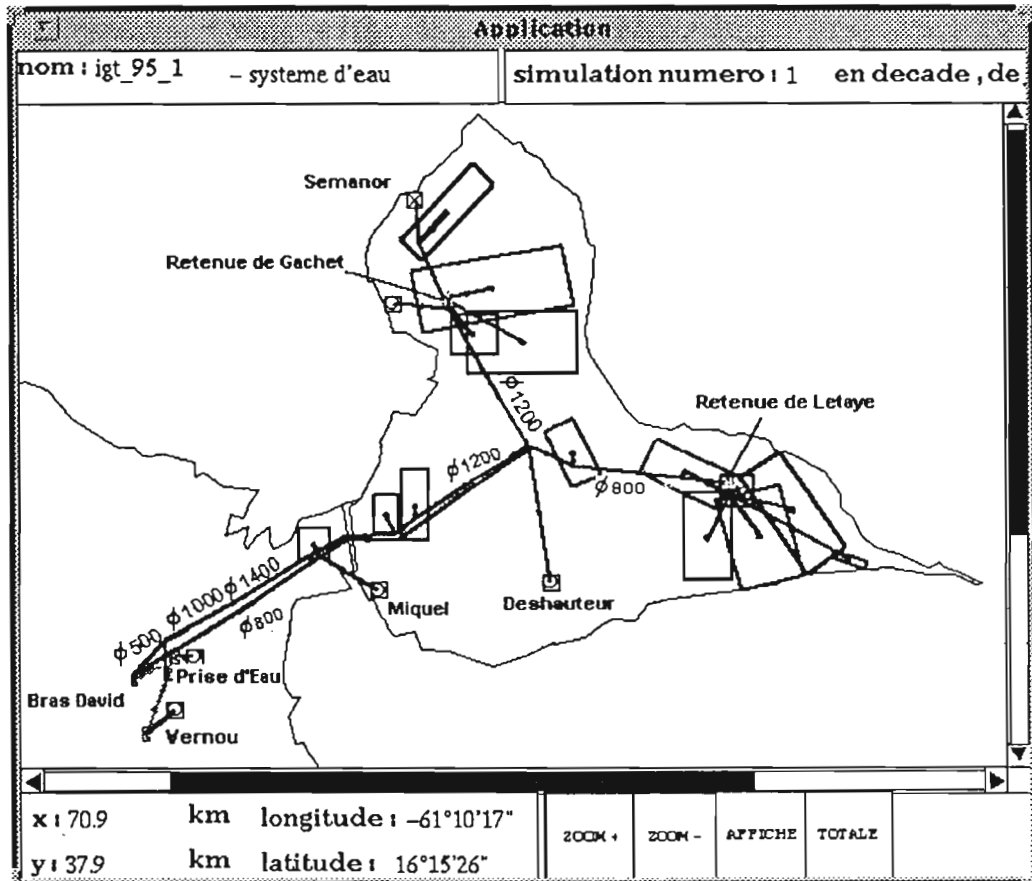 Application
nom : igt_95_1 - systeme d'eau
simulation numero : 1 en decade , de
Semanor
Retenue de Gachet
ϕ1200
Retenue de Letaye
ϕ1200
ϕ800
ϕ1000 ϕ1400
ϕ800
ϕ500
Miquel
Deshauteur
Prise d'Eau
Bras David
Vernou
x : 70.9 km longitude : -61°10'17"
y : 37.9 km latitude : 16°15'26"
ZOOM +
ZOOM -
AFFICHE
TOTALE